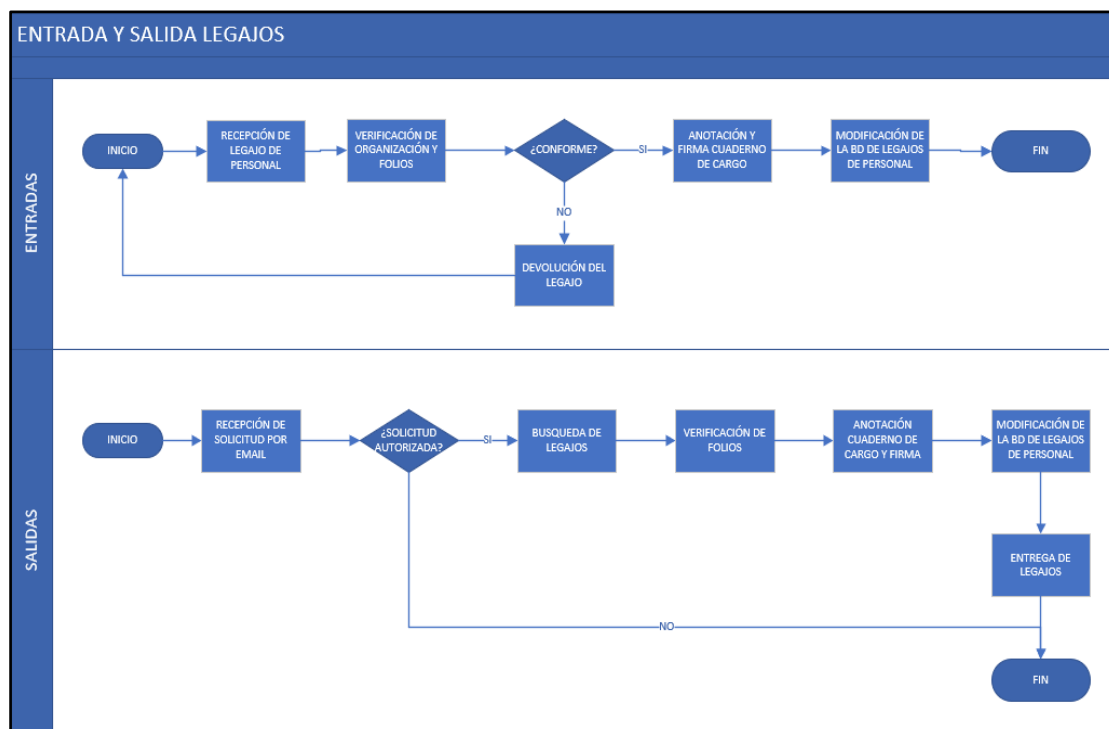 ENTRADA Y SALIDA LEGAJOS
ENTRADAS
INICIO
RECEPCIÓN DE
LEGAJO DE
PERSONAL
VERIFICACIÓN DE
ORGANIZACIÓN Y
FOLIOS
¿CONFORME?
SI
ANOTACIÓN Y
FIRMA CUADERNO
DE CARGO
MODIFICACIÓN DE
LA BD DE LEGAJOS
DE PERSONAL
FIN
NO
DEVOLUCIÓN DEL
LEGAJO
SALIDAS
INICIO
RECEPCIÓN DE
SOLICITUD POR
EMAIL
¿SOLICITUD
AUTORIZADA?
SI
BUSQUEDA DE
LEGAJOS
VERIFICACIÓN DE
FOLIOS
ANOTACIÓN
CUADERNO DE
CARGO Y FIRMA
MODIFICACIÓN DE
LA BD DE LEGAJOS
DE PERSONAL
ENTREGA DE
LEGAJOS
NO
FIN